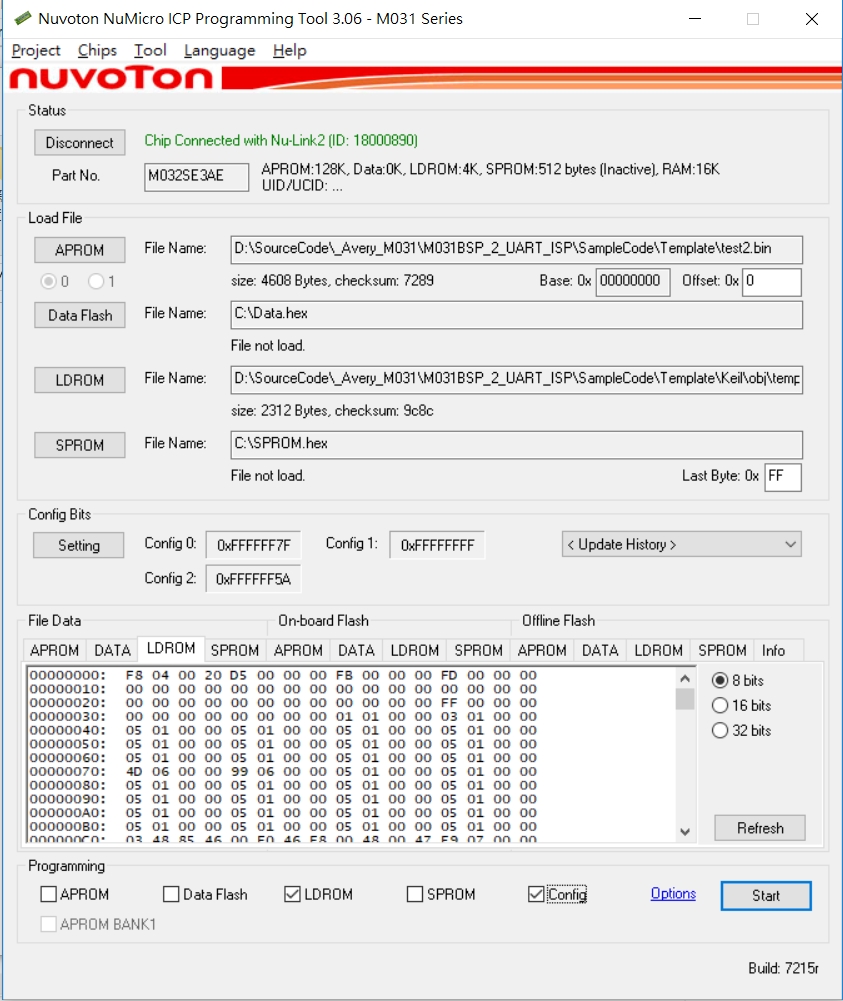 Nuvoton NuMicro ICP Programming Tool 3.06 - M031 Series
Project Chips Tool Language Help
nuvoTon
Status
Disconnect Chip Connected with Nu-Link2 (ID: 18000890)
Part No. M032SE3AE APROM:128K, Data:0K, LDROM:4K, SPROM:512 bytes (Inactive), RAM:16K
UID/UCID: ...
Load File
APROM File Name: D:\SourceCode\_Avery_M031\M031BSP_2_UART_ISP\SampleCode\Template\test2.bin
0 1 size: 4608 Bytes, checksum: 7289 Base: 0x 00000000 Offset: 0x 0
Data Flash File Name: C:\Data.hex
File not load.
LDROM File Name: D:\SourceCode\_Avery_M031\M031BSP_2_UART_ISP\SampleCode\Template\Keil\obj\temp
size: 2312 Bytes, checksum: 9c8c
SPROM File Name: C:\SPROM.hex
File not load. Last Byte: 0x FF
Config Bits
Setting Config 0: 0xFFFFFF7F Config 1: 0xFFFFFFFF < Update History >
Config 2: 0xFFFFFF5A
File Data On-board Flash Offline Flash
APROM DATA LDROM SPROM APROM DATA LDROM SPROM APROM DATA LDROM SPROM Info
00000000: F8 04 00 20 D5 00 00 00 FB 00 00 00 FD 00 00 00 8 bits
00000010: 00 00 00 00 00 00 00 00 00 00 00 00 00 00 00 00
00000020: 00 00 00 00 00 00 00 00 00 00 00 00 FF 00 00 00 16 bits
00000030: 00 00 00 00 00 00 00 00 01 01 00 00 03 01 00 00
00000040: 05 01 00 00 05 01 00 00 05 01 00 00 05 01 00 00 32 bits
00000050: 05 01 00 00 05 01 00 00 05 01 00 00 05 01 00 00
00000060: 05 01 00 00 05 01 00 00 05 01 00 00 05 01 00 00
00000070: 4D 06 00 00 99 06 00 00 05 01 00 00 05 01 00 00
00000080: 05 01 00 00 05 01 00 00 05 01 00 00 05 01 00 00
00000090: 05 01 00 00 05 01 00 00 05 01 00 00 05 01 00 00
000000A0: 05 01 00 00 05 01 00 00 05 01 00 00 05 01 00 00
000000B0: 05 01 00 00 05 01 00 00 05 01 00 00 05 01 00 00 Refresh
000000C0: 03 48 85 46 00 F0 46 F8 00 48 00 47 F9 07 00 00
Programming
APROM Data Flash LDROM SPROM Config Options Start
APROM BANK1
Build: 7215r